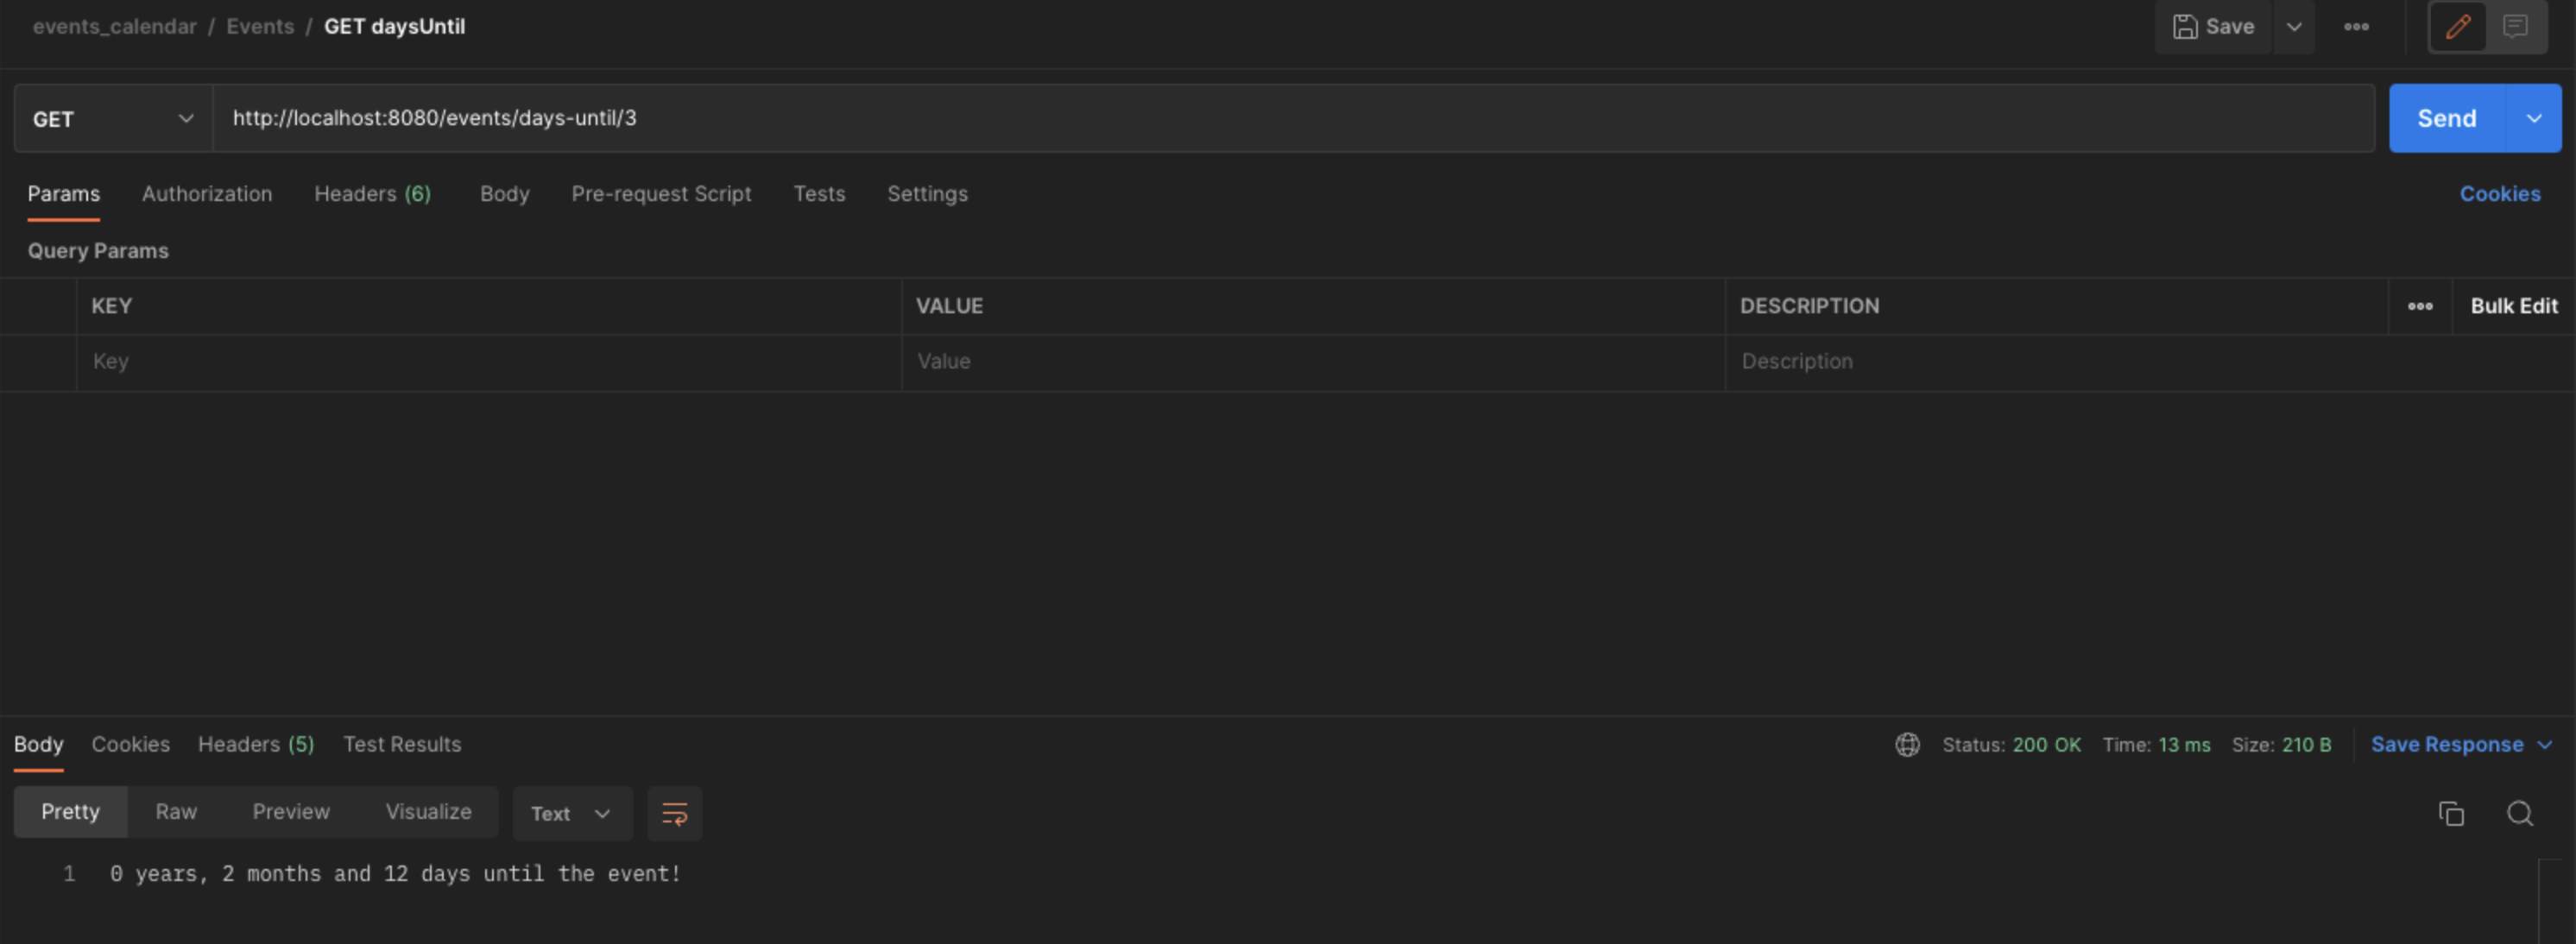 events_calendar / Events / GET daysUntil
Save
GET
http://localhost:8080/events/days-until/3
Send
Params Authorization Headers (6) Body Pre-request Script Tests Settings
Cookies
Query Params
KEY VALUE DESCRIPTION Bulk Edit
Key Value Description
Body Cookies Headers (5) Test Results
Status: 200 OK Time: 13 ms Size: 210 B Save Response
Pretty Raw Preview Visualize Text
1 0 years, 2 months and 12 days until the event!